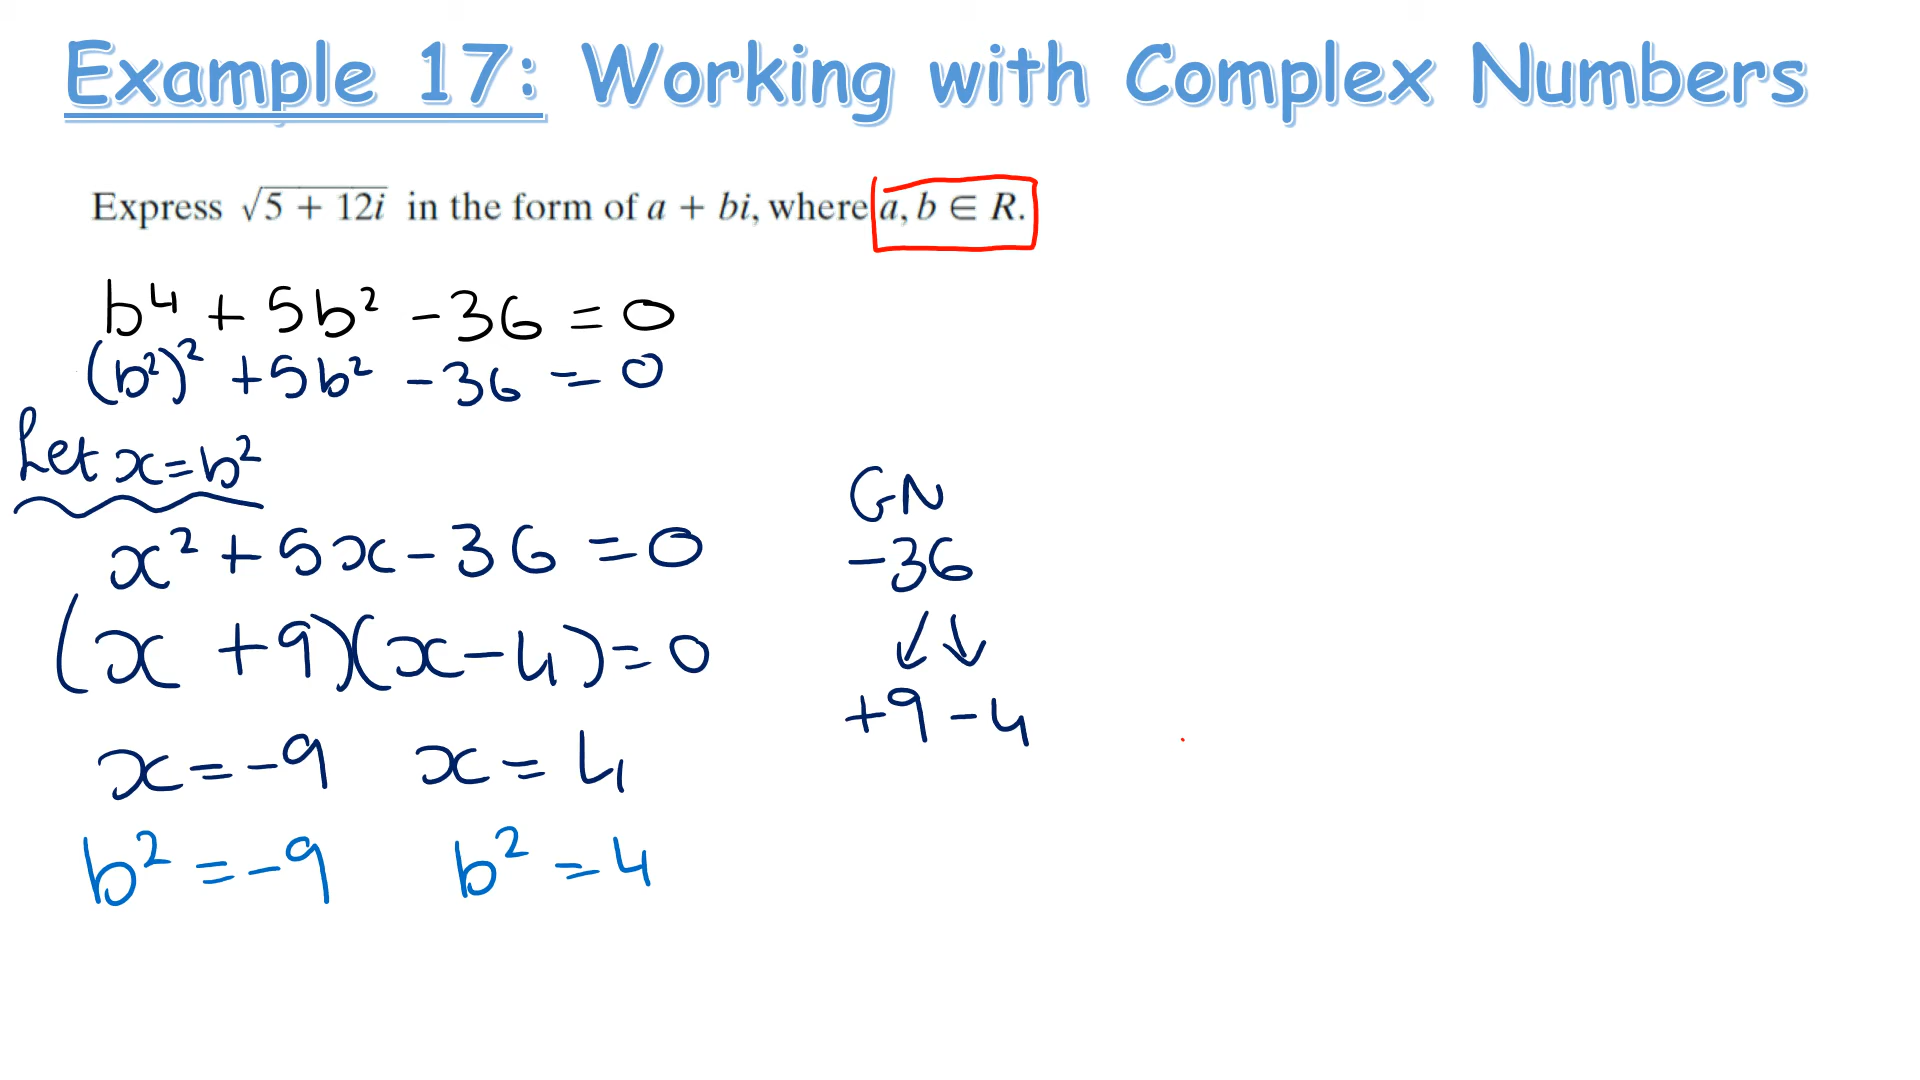 Example 17: Working with Complex Numbers
Express √5 + 12i in the form of a + bi, where a, b ∈ R.
b⁴ + 5b² - 36 = 0
(b²)² + 5b² - 36 = 0
Let x = b²
x² + 5x - 36 = 0
(x + 9)(x - 4) = 0
x = -9 x = 4
b² = -9 b² = 4
GN
-36
↙ ↘
+9 - 4